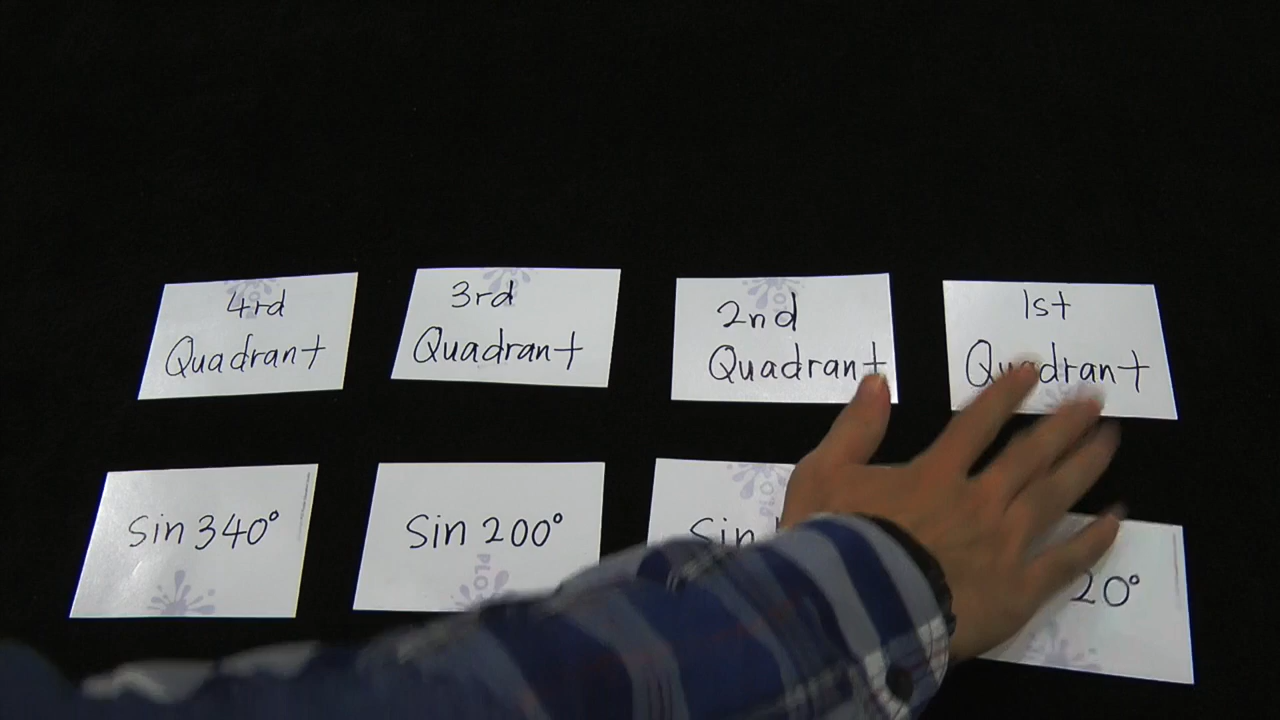 4rd
Quadrant
3rd
Quadrant
2nd
Quadrant
1st
Quadrant
Sin 340°
Sin 200°
Sin
20°